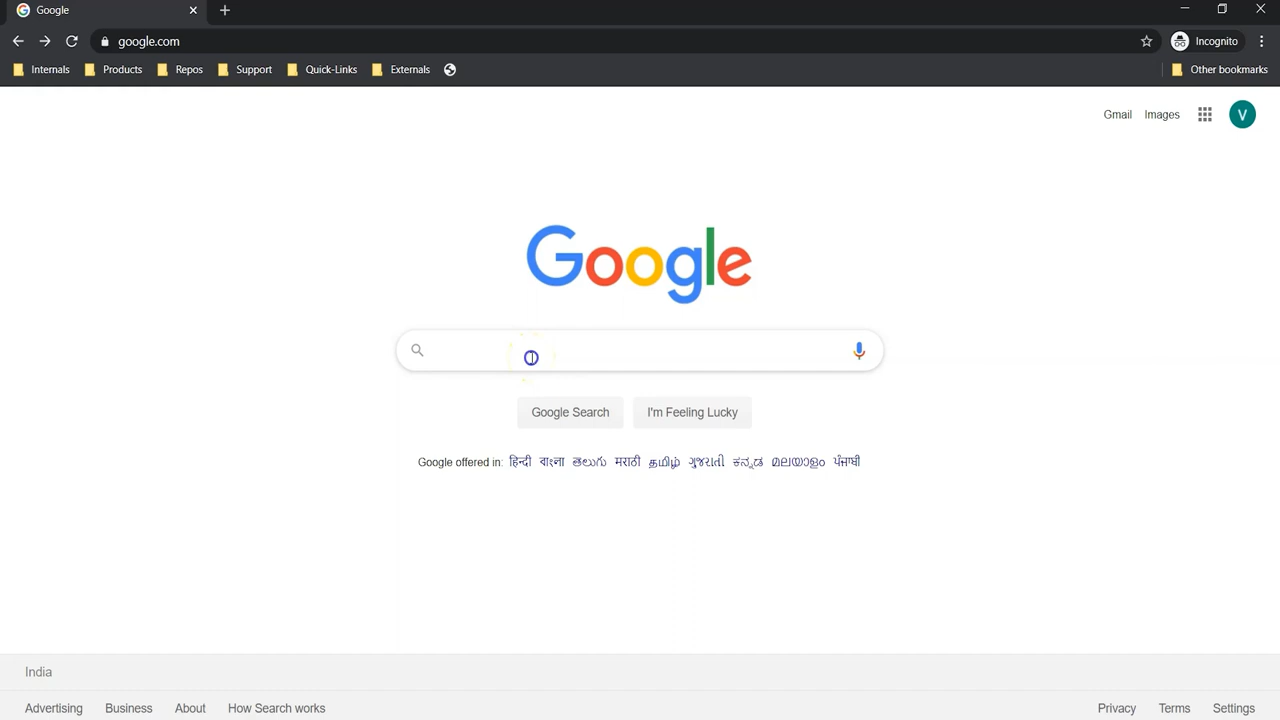 Google
google.com
Incognito
Internals Products Repos Support Quick-Links Externals Other bookmarks
Gmail Images V
Google
Google Search I'm Feeling Lucky
Google offered in: हिन्दी বাংলা తెలుగు मराठी தமிழ் ગુજરાતી ಕನ್ನಡ മലയാളം ਪੰਜਾਬੀ
India
Advertising Business About How Search works Privacy Terms Settings